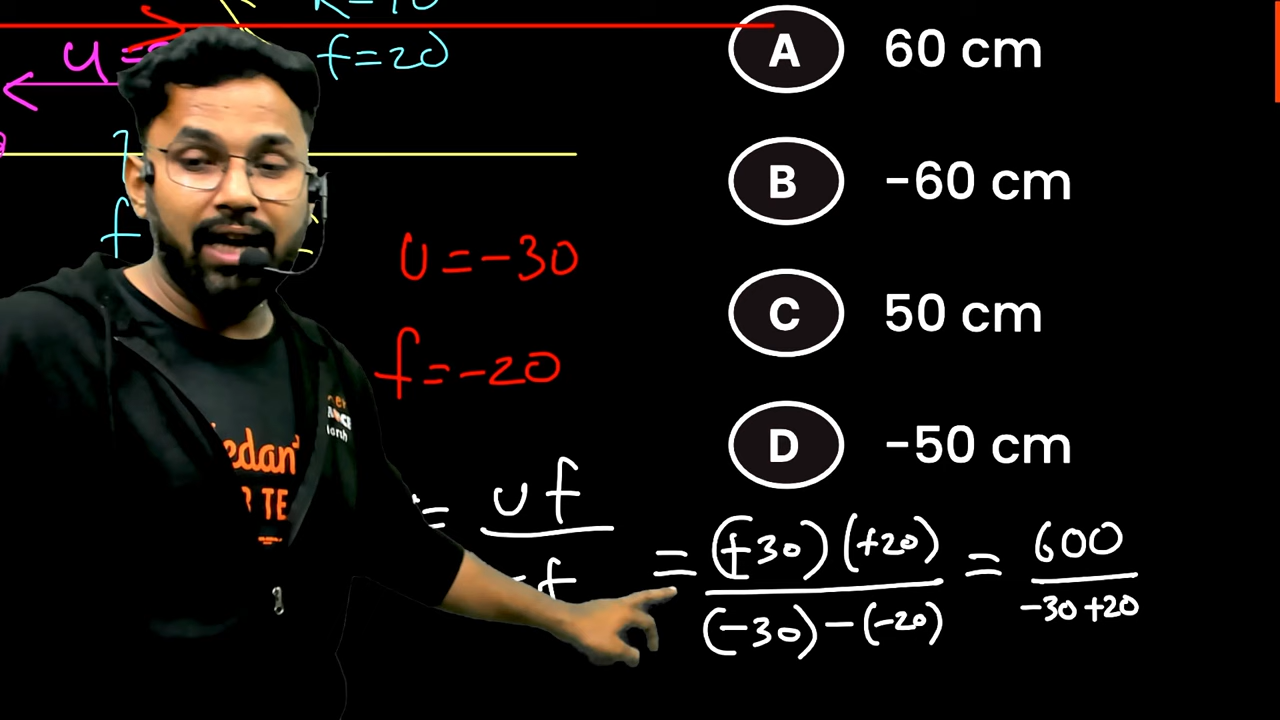 f=20
A 60 cm
B -60 cm
u=-30
C 50 cm
f=-20
D -50 cm
= uf = (+30)(+20) = 600
f (-30)-(-20) -30+20